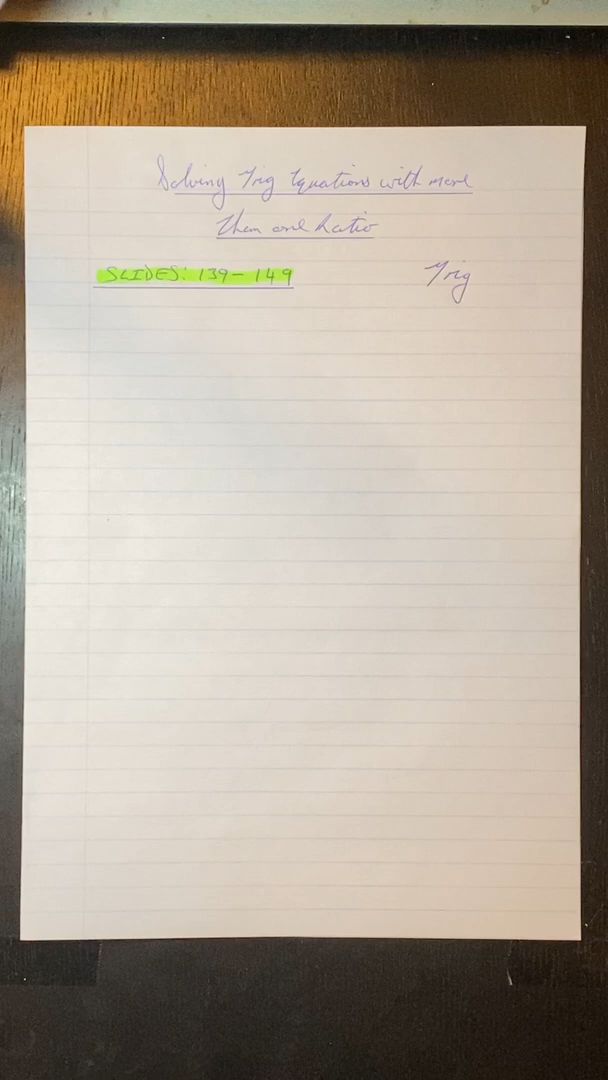 Solving Trig Equations with more
than one Ratio
SLIDES: 139 - 149
Trig